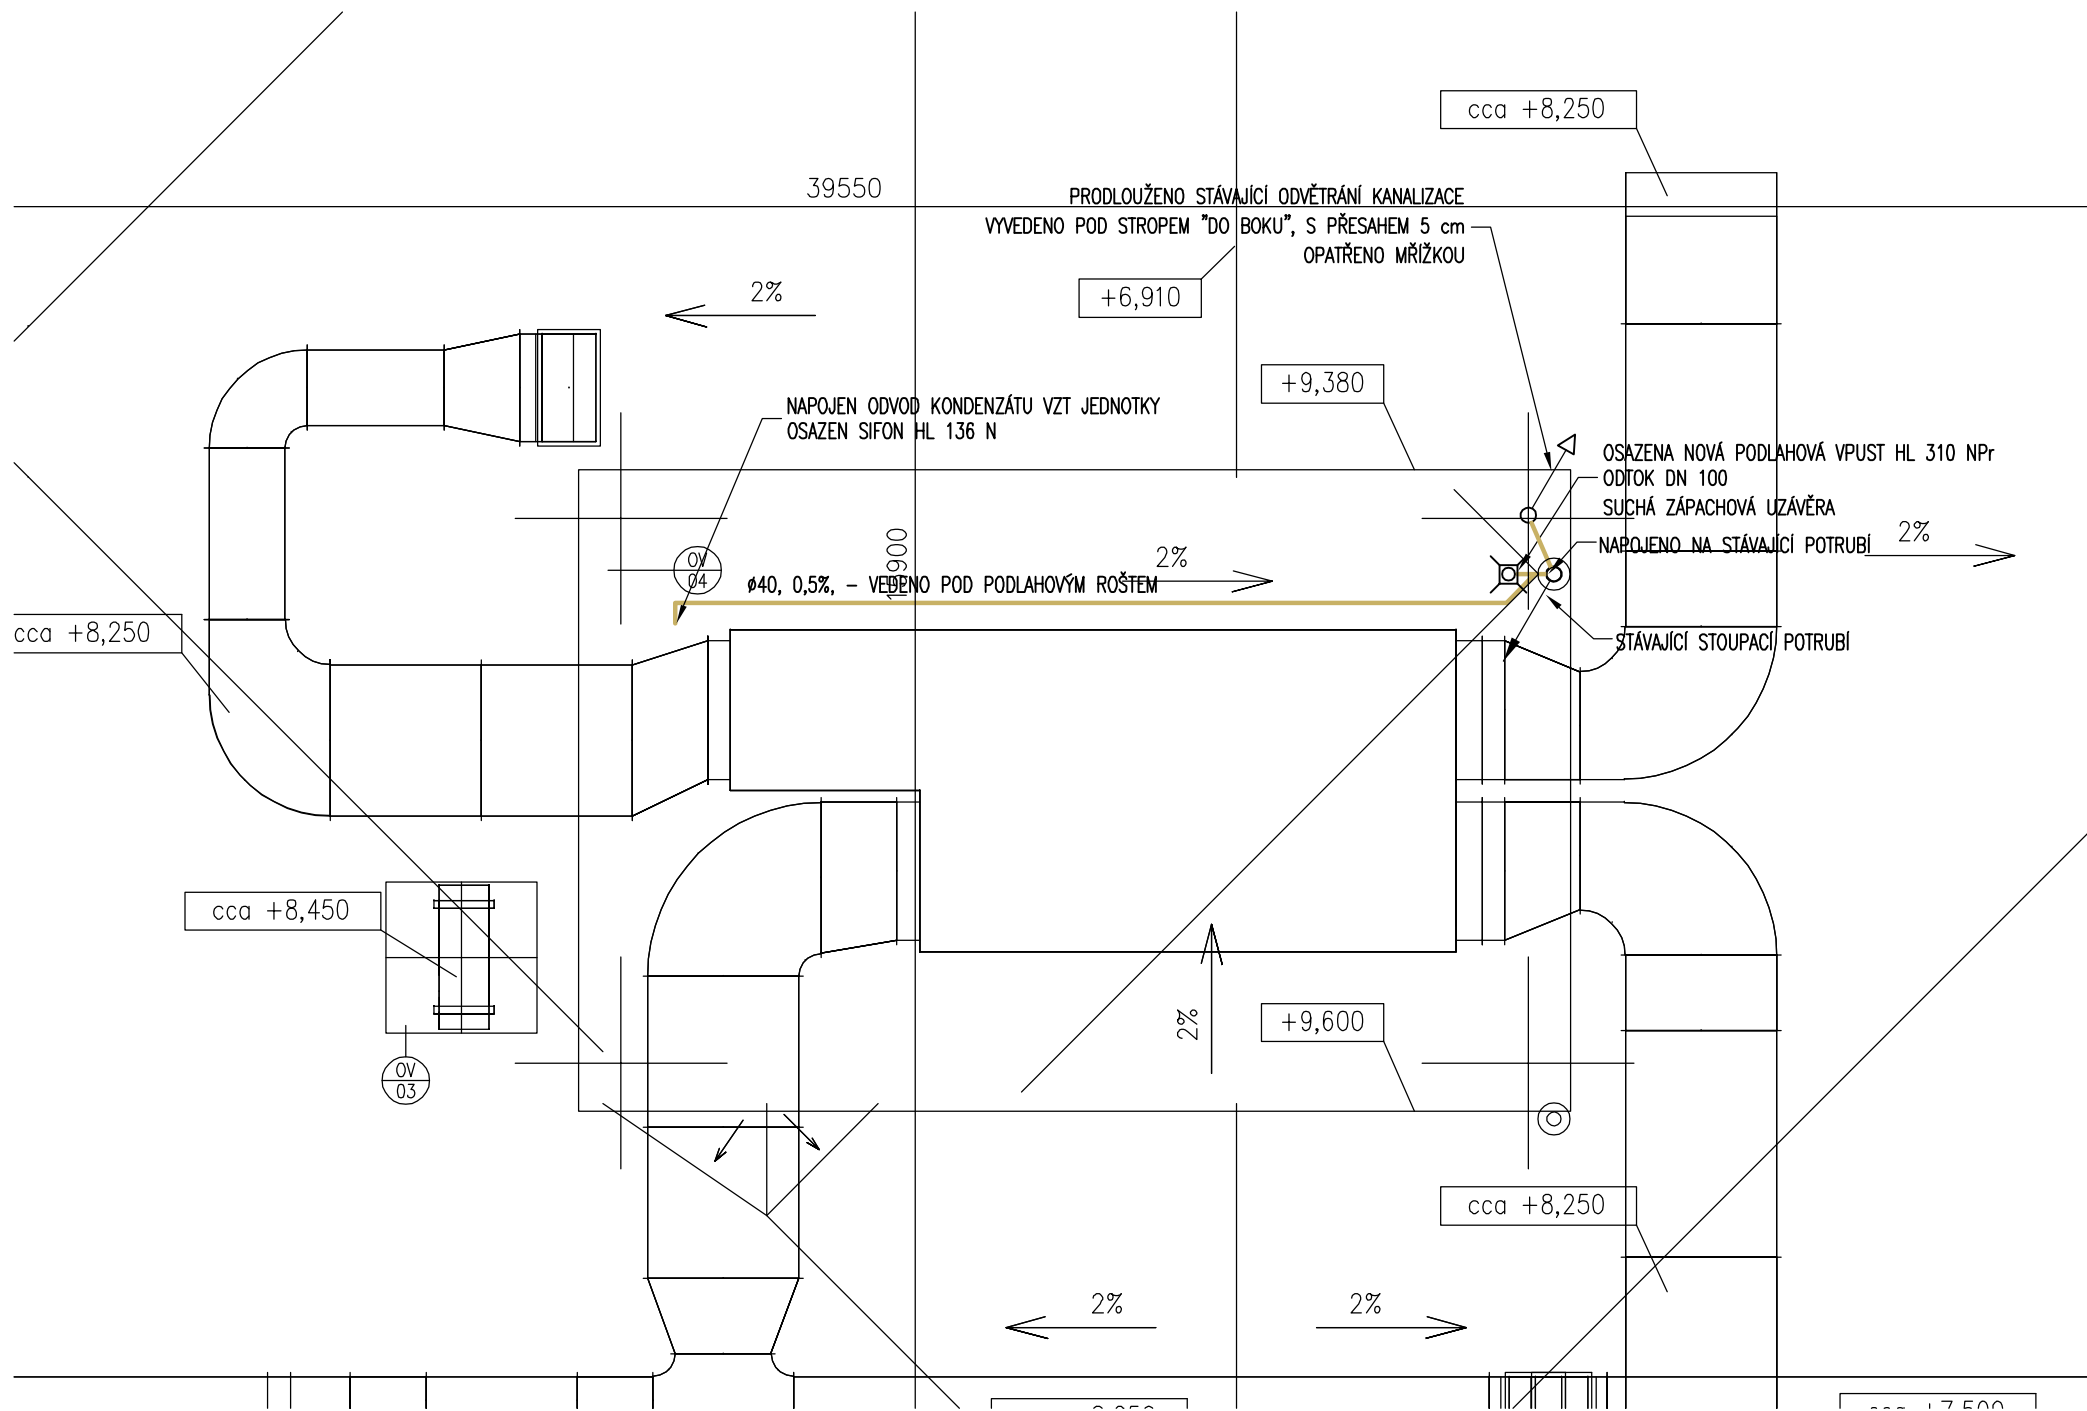 cca +8,250
39550
PRODLOUŽENO STÁVAJÍCÍ ODVĚTRÁNÍ KANALIZACE
VYVEDENO POD STROPEM "DO BOKU", S PŘESAHEM 5 cm
OPATŘENO MŘÍŽKOU
2%
+6,910
+9,380
NAPOJEN ODVOD KONDENZÁTU VZT JEDNOTKY
OSAZEN SIFON HL 136 N
OSAZENA NOVÁ PODLAHOVÁ VPUST HL 310 NPr
ODTOK DN 100
SUCHÁ ZÁPACHOVÁ UZÁVĚRA
NAPOJENO NA STÁVAJÍCÍ POTRUBÍ
2%
2%
OV
04
ø40, 0,5%, – VEDENO POD PODLAHOVÝM ROŠTEM
cca +8,250
STÁVAJÍCÍ STOUPACÍ POTRUBÍ
cca +8,450
2%
+9,600
OV
03
cca +8,250
2%
2%
cca +7,500